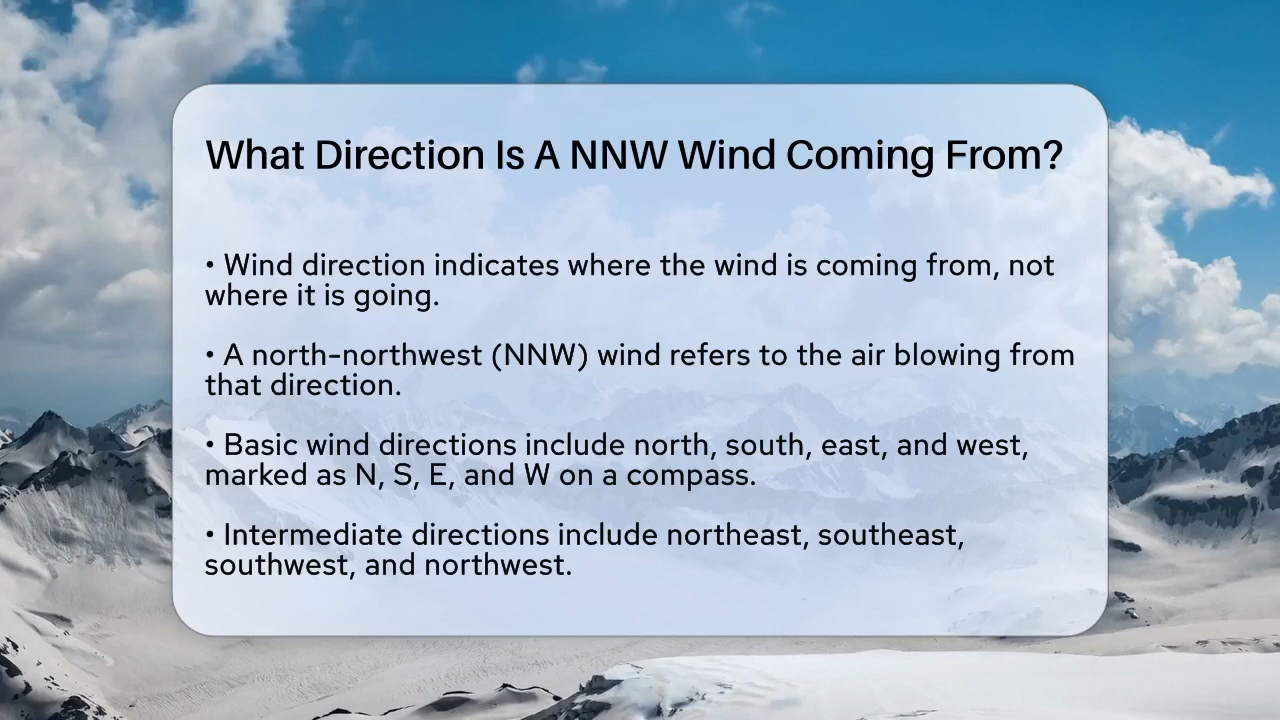 What Direction Is A NNW Wind Coming From?
• Wind direction indicates where the wind is coming from, not
where it is going.
• A north-northwest (NNW) wind refers to the air blowing from
that direction.
• Basic wind directions include north, south, east, and west,
marked as N, S, E, and W on a compass.
• Intermediate directions include northeast, southeast,
southwest, and northwest.